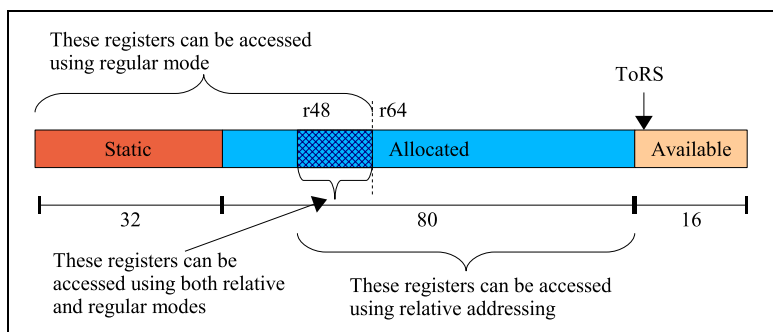 These registers can be accessed
using regular mode
ToRS
r48
r64
Static
Allocated
Available
32
80
16
These registers can be
accessed using both relative
and regular modes
These registers can be accessed
using relative addressing